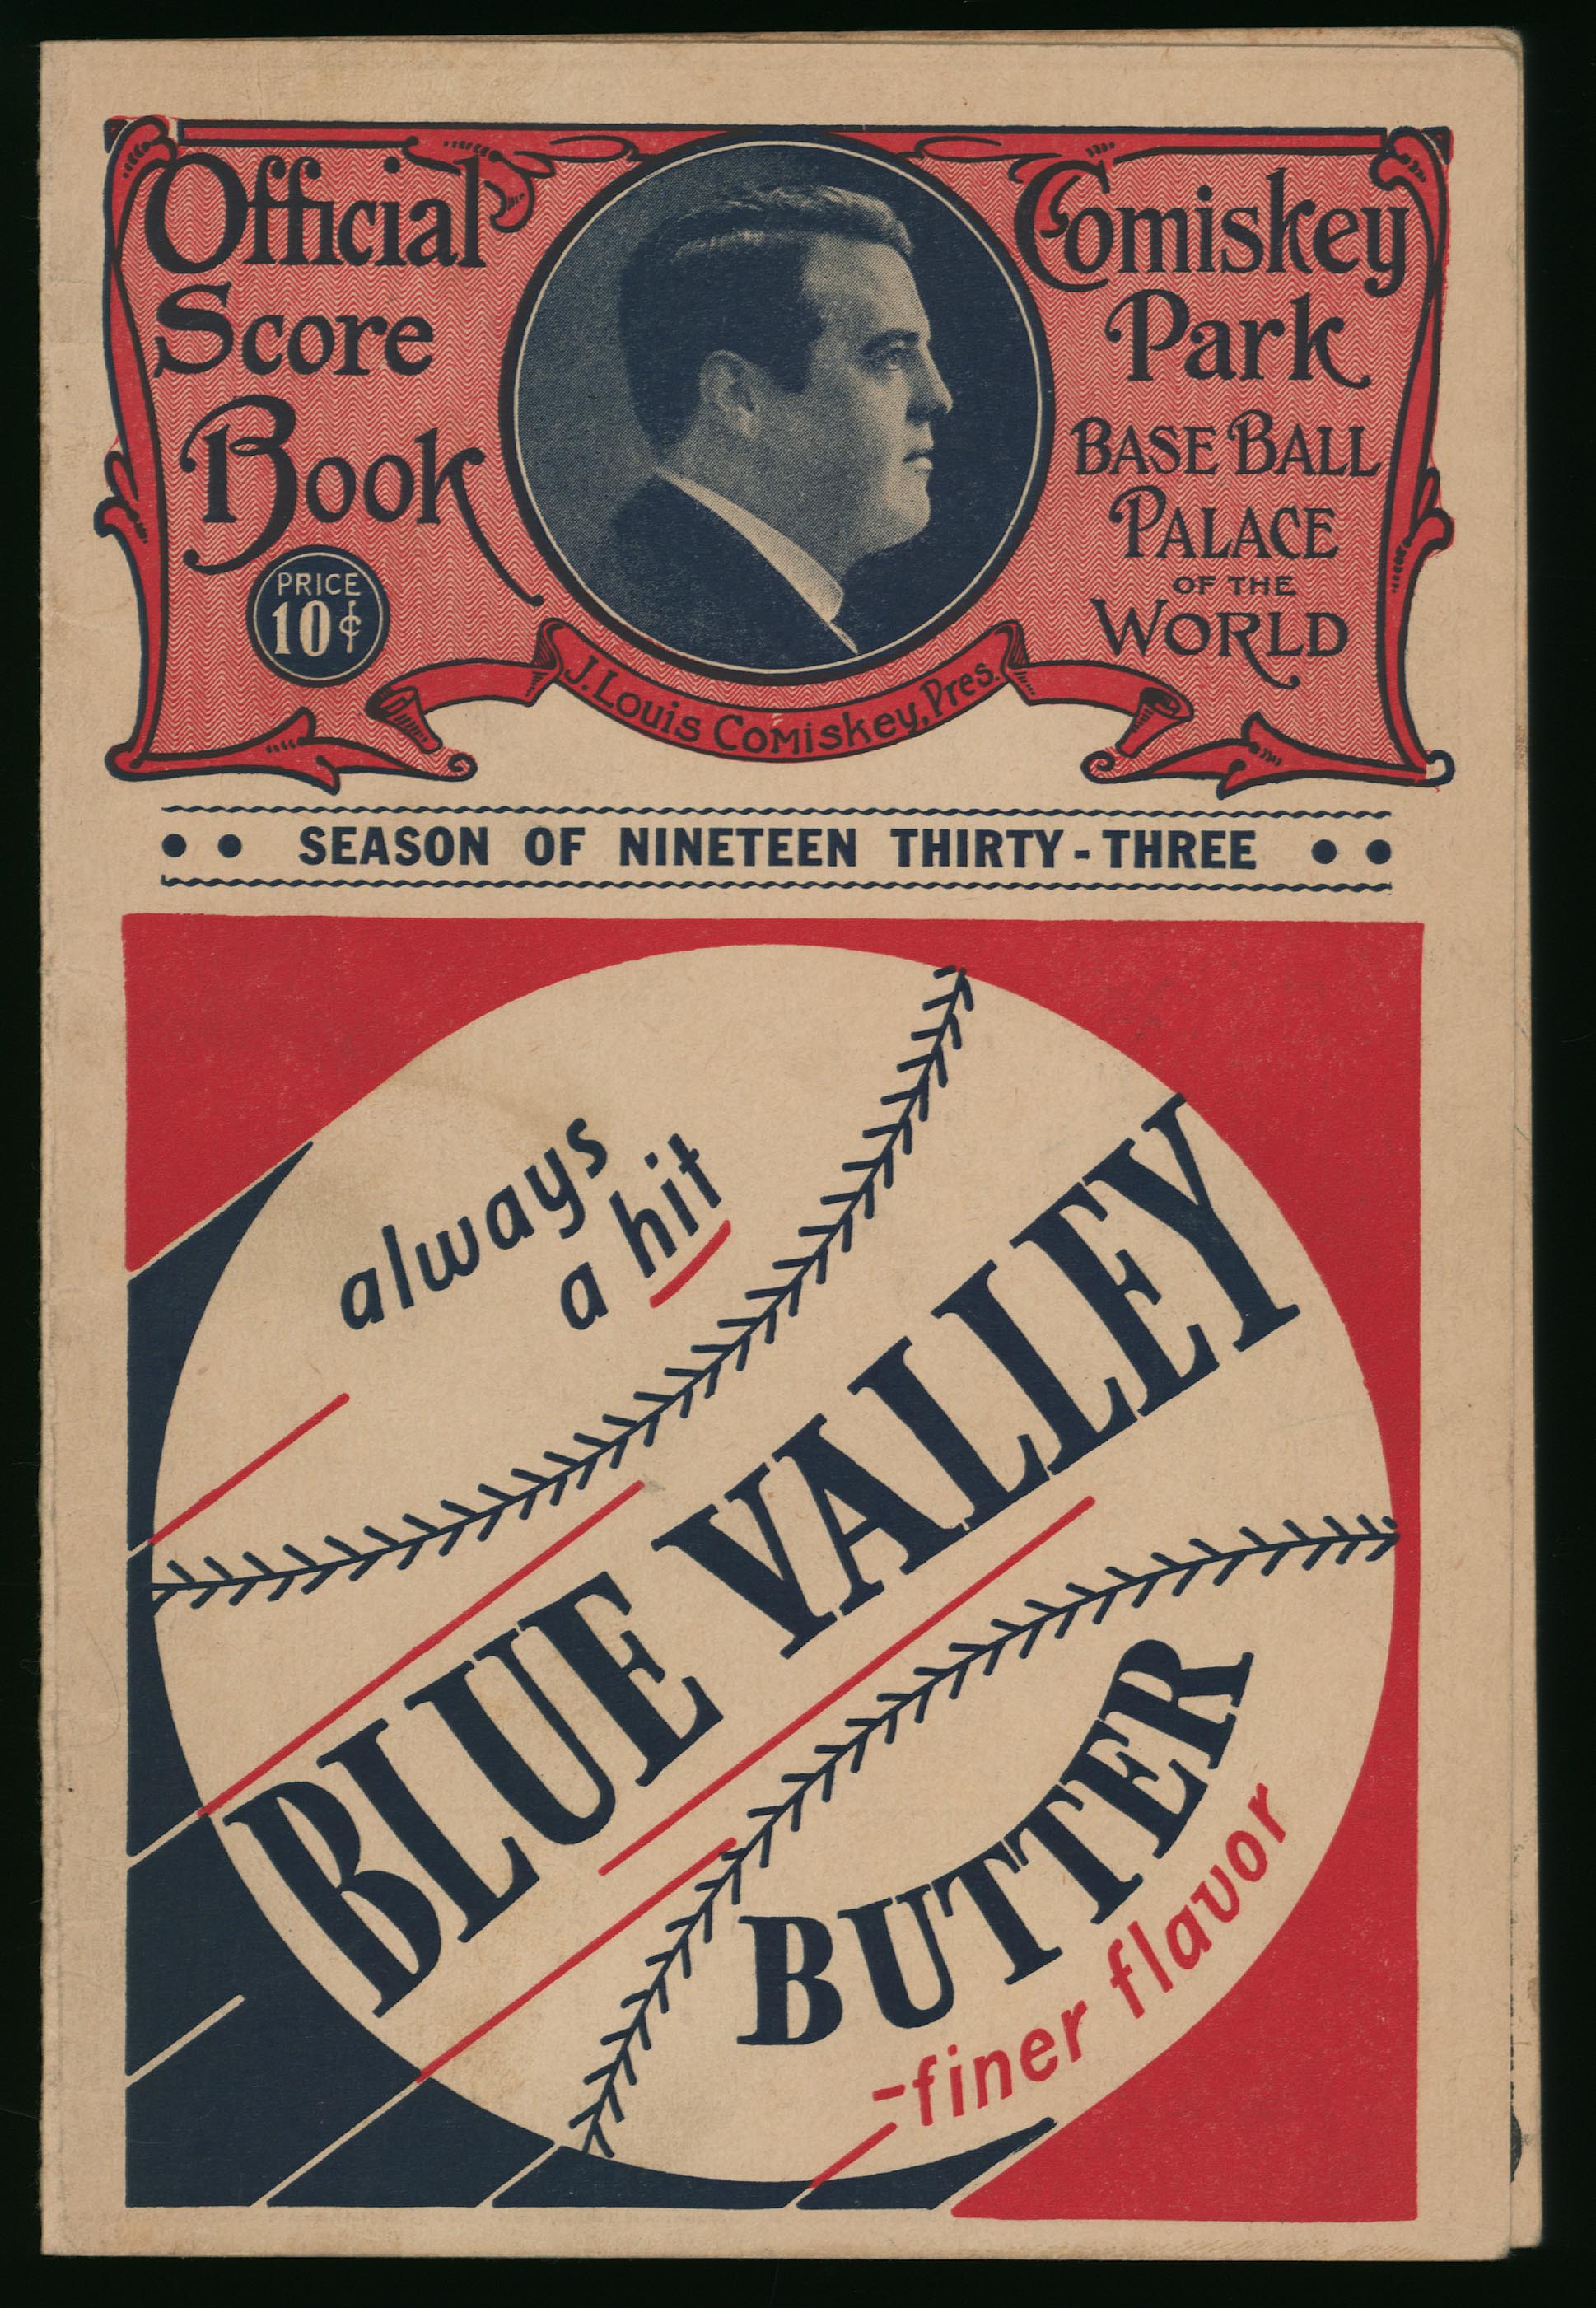 Official
Score
Book
PRICE
10¢
Comiskey
Park
BASE BALL
PALACE
OF THE
WORLD
J. Louis Comiskey, Pres.
SEASON OF NINETEEN THIRTY-THREE
always
a hit
BLUE VALLEY
BUTTER
-finer flavor